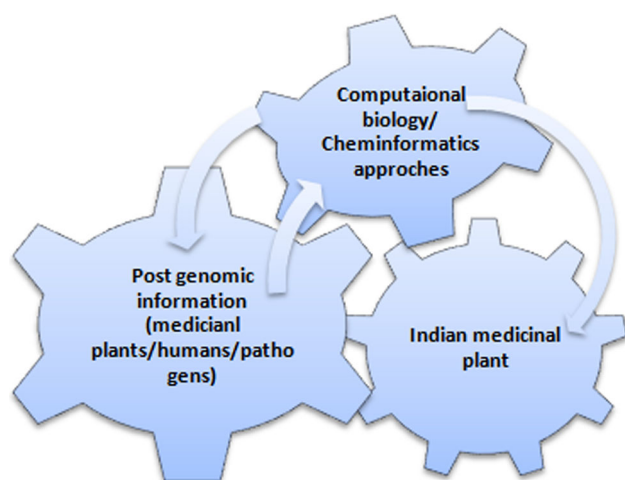 Computaional
biology/
Cheminformatics
approches
Post genomic
information
(medicianl
plants/humans/patho
gens)
Indian medicinal
plant